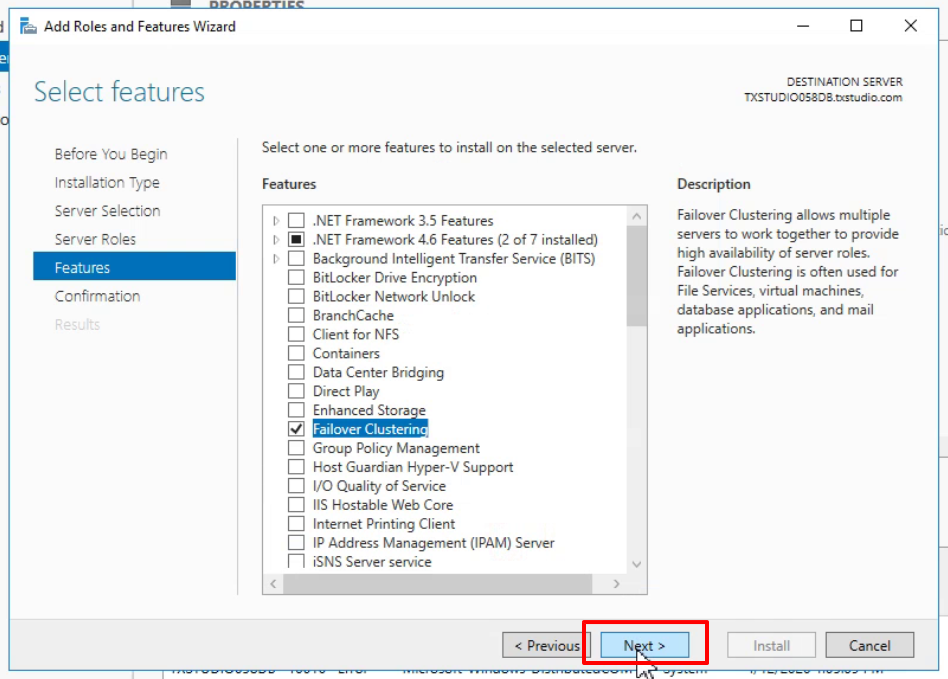 PROPERTIES
Add Roles and Features Wizard
Select features
DESTINATION SERVER
TXSTUDIO058DB.txstudio.com
Before You Begin
Installation Type
Server Selection
Server Roles
Features
Confirmation
Results
Select one or more features to install on the selected server.
Features
.NET Framework 3.5 Features
.NET Framework 4.6 Features (2 of 7 installed)
Background Intelligent Transfer Service (BITS)
BitLocker Drive Encryption
BitLocker Network Unlock
BranchCache
Client for NFS
Containers
Data Center Bridging
Direct Play
Enhanced Storage
Failover Clustering
Group Policy Management
Host Guardian Hyper-V Support
I/O Quality of Service
IIS Hostable Web Core
Internet Printing Client
IP Address Management (IPAM) Server
iSNS Server service
Description
Failover Clustering allows multiple
servers to work together to provide
high availability of server roles.
Failover Clustering is often used for
File Services, virtual machines,
database applications, and mail
applications.
< Previous
Next >
Install
Cancel